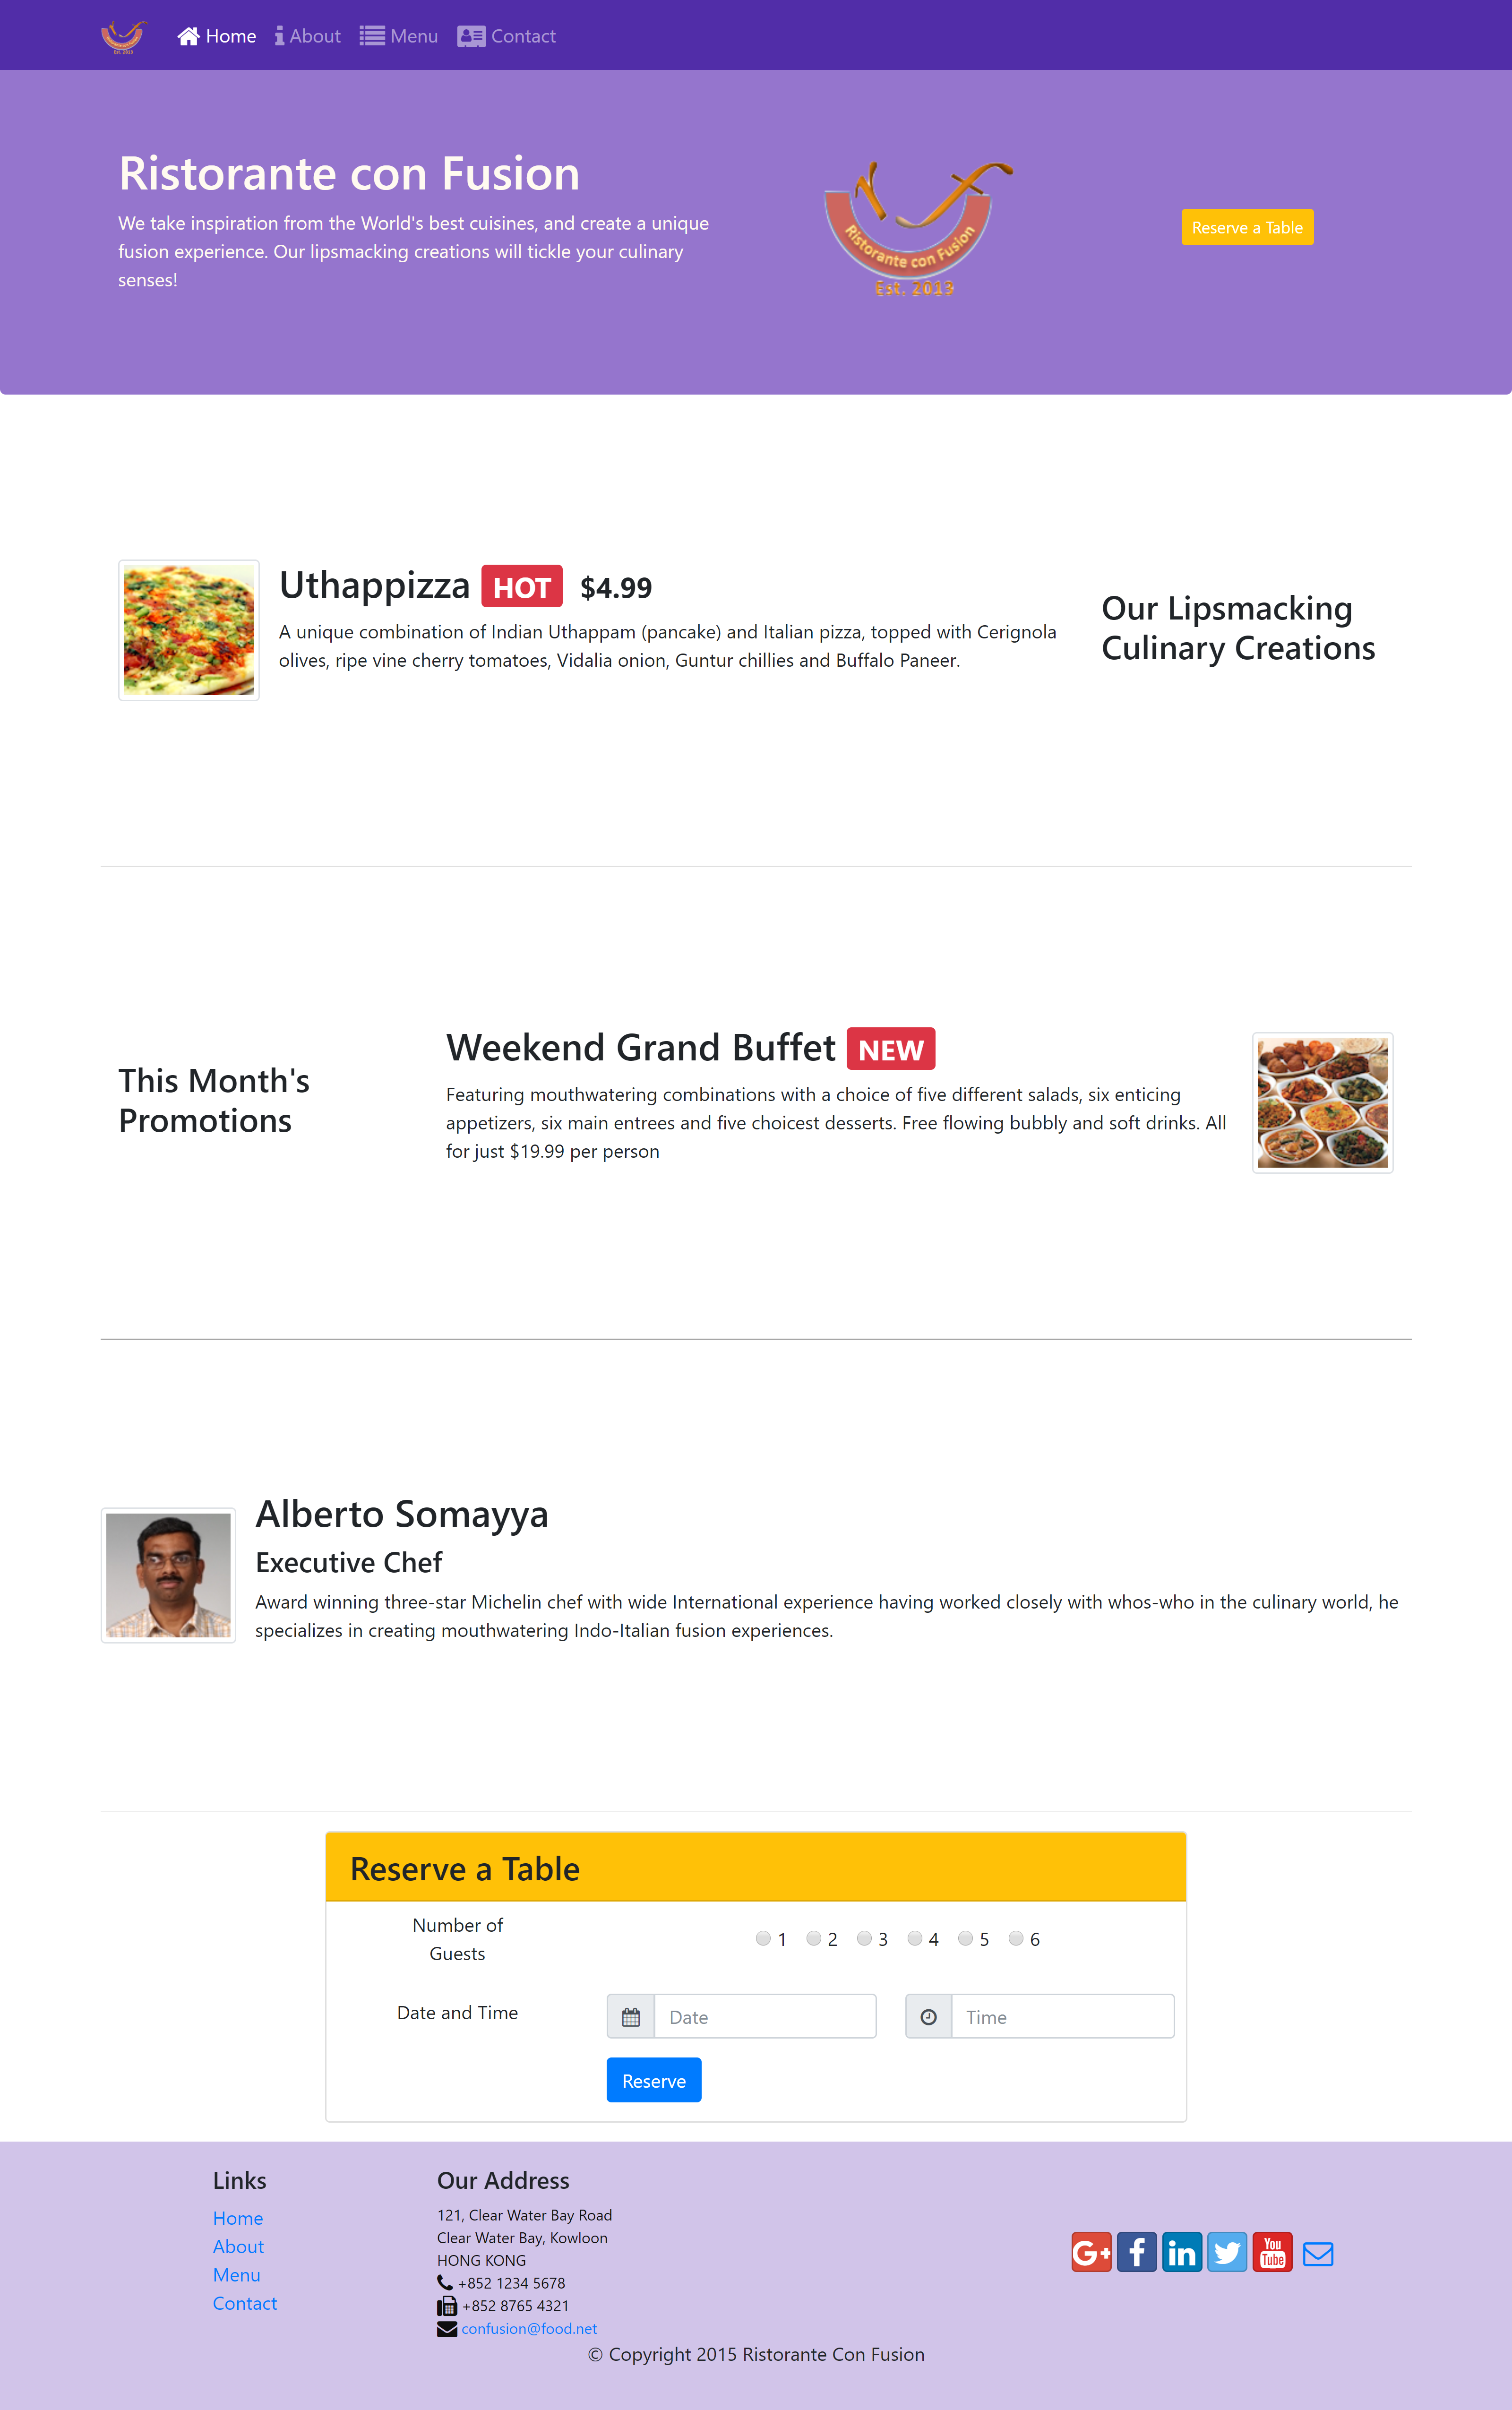 Home About Menu Contact
Ristorante con Fusion
We take inspiration from the World's best cuisines, and create a unique
fusion experience. Our lipsmacking creations will tickle your culinary
senses!
Ristorante con Fusion
Est. 2013
Reserve a Table
Uthappizza HOT $4.99
A unique combination of Indian Uthappam (pancake) and Italian pizza, topped with Cerignola
olives, ripe vine cherry tomatoes, Vidalia onion, Guntur chillies and Buffalo Paneer.
Our Lipsmacking
Culinary Creations
This Month's
Promotions
Weekend Grand Buffet NEW
Featuring mouthwatering combinations with a choice of five different salads, six enticing
appetizers, six main entrees and five choicest desserts. Free flowing bubbly and soft drinks. All
for just $19.99 per person
Alberto Somayya
Executive Chef
Award winning three-star Michelin chef with wide International experience having worked closely with whos-who in the culinary world, he
specializes in creating mouthwatering Indo-Italian fusion experiences.
Reserve a Table
Number of
Guests
1 2 3 4 5 6
Date and Time
Date
Time
Reserve
Links
Home
About
Menu
Contact
Our Address
121, Clear Water Bay Road
Clear Water Bay, Kowloon
HONG KONG
+852 1234 5678
+852 8765 4321
confusion@food.net
G+ f in You Tube
© Copyright 2015 Ristorante Con Fusion